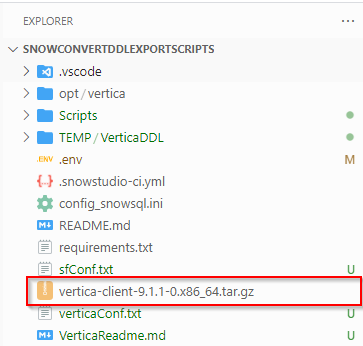 EXPLORER
SNOWCONVERTDDLEXPORTSCRIPTS
.vscode
opt / vertica
Scripts
TEMP / VerticaDDL
.env M
.snowstudio-ci.yml
config_snowsql.ini
README.md
requirements.txt
sfConf.txt U
vertica-client-9.1.1-0.x86_64.tar.gz
verticaConf.txt U
VerticaReadme.md U